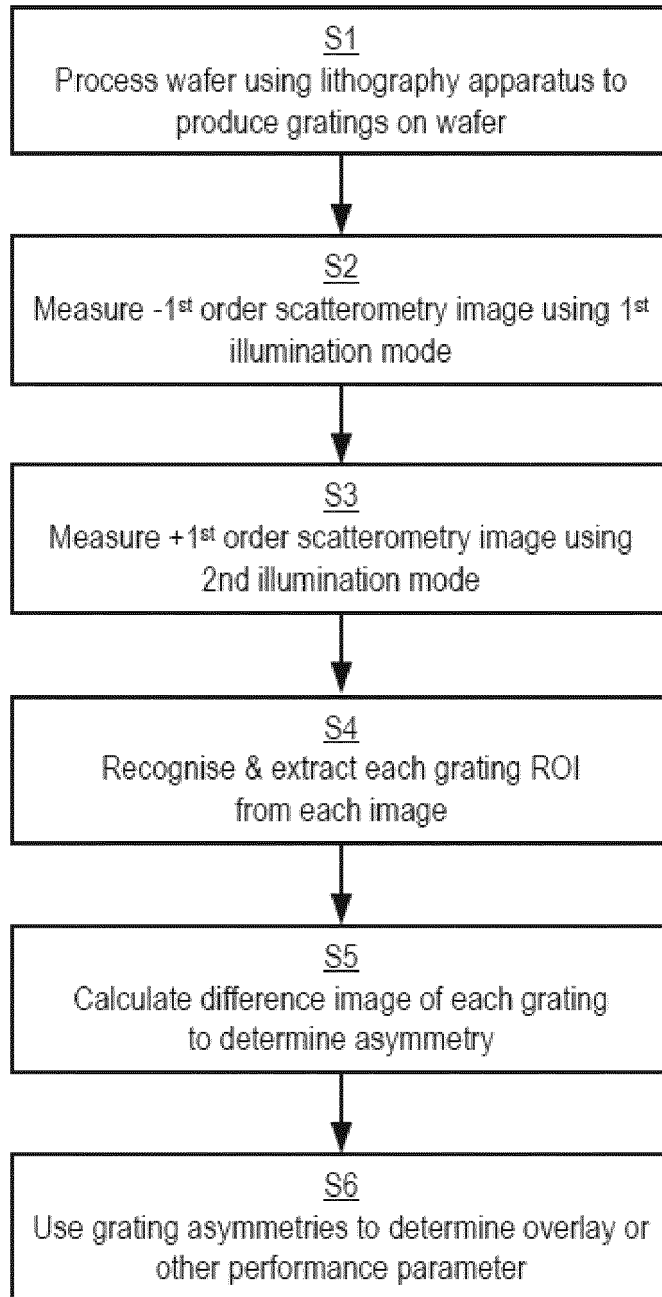 S1
Process wafer using lithography apparatus to
produce gratings on wafer
S2
Measure -1st order scatterometry image using 1st
illumination mode
S3
Measure +1st order scatterometry image using
2nd illumination mode
S4
Recognise & extract each grating ROI
from each image
S5
Calculate difference image of each grating
to determine asymmetry
S6
Use grating asymmetries to determine overlay or
other performance parameter